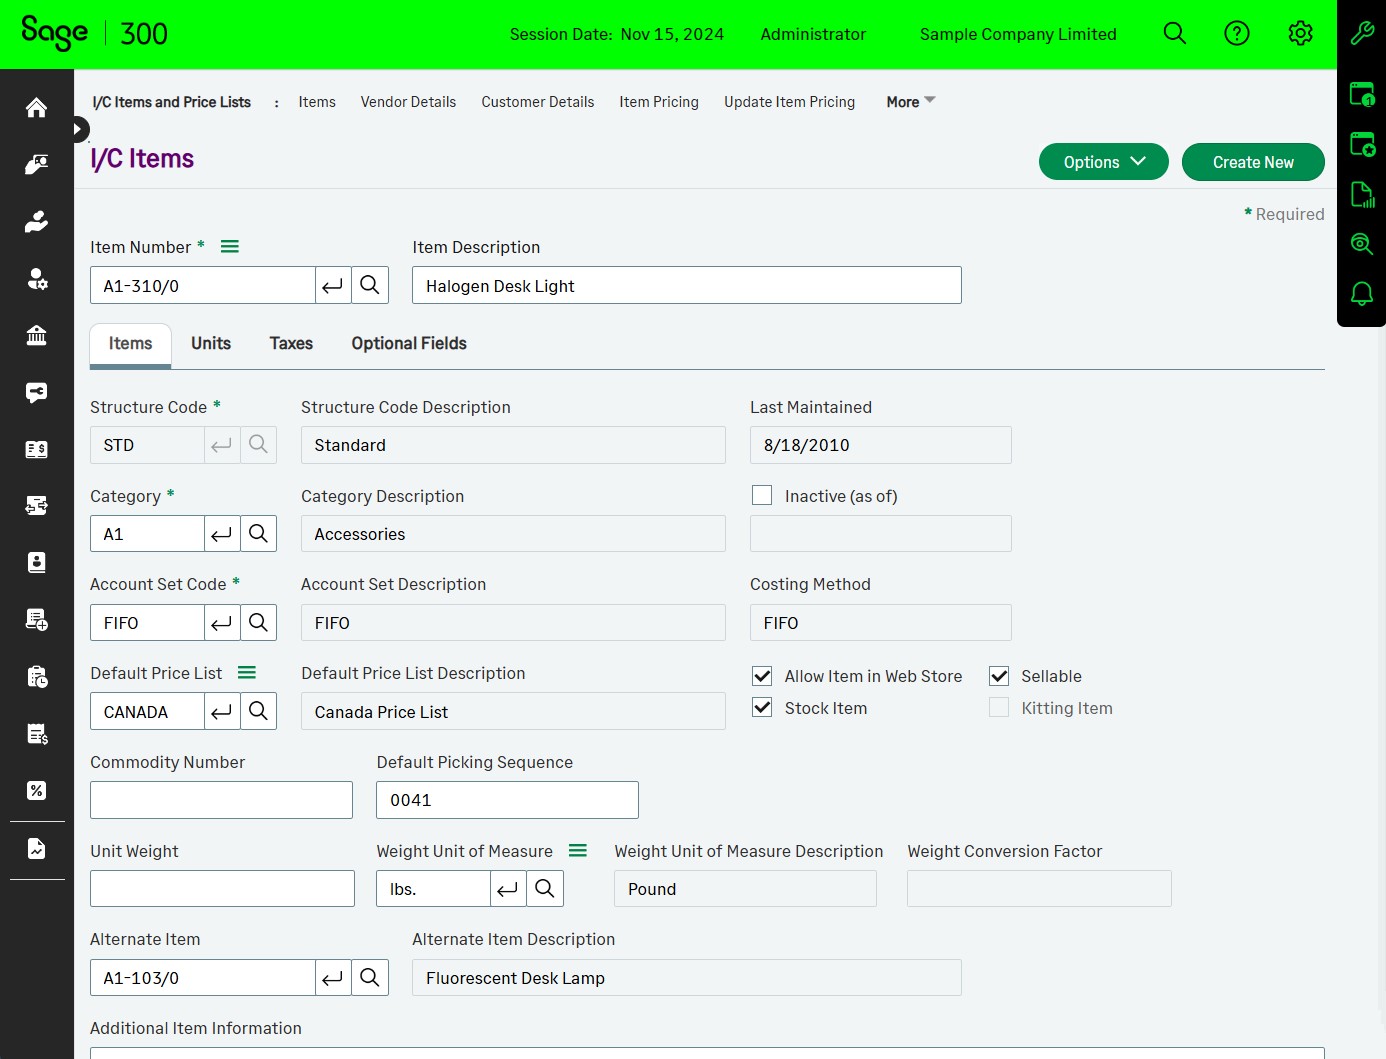 Sage 300 Session Date: Nov 15, 2024 Administrator Sample Company Limited
I/C Items and Price Lists : Items Vendor Details Customer Details Item Pricing Update Item Pricing More
I/C Items Options Create New
* Required
Item Number * Item Description
A1-310/0 Halogen Desk Light
Items Units Taxes Optional Fields
Structure Code * Structure Code Description Last Maintained
STD Standard 8/18/2010
Category * Category Description Inactive (as of)
A1 Accessories
Account Set Code * Account Set Description Costing Method
FIFO FIFO FIFO
Default Price List Default Price List Description Allow Item in Web Store Sellable
CANADA Canada Price List Stock Item Kitting Item
Commodity Number Default Picking Sequence
0041
Unit Weight Weight Unit of Measure Weight Unit of Measure Description Weight Conversion Factor
lbs. Pound
Alternate Item Alternate Item Description
A1-103/0 Fluorescent Desk Lamp
Additional Item Information